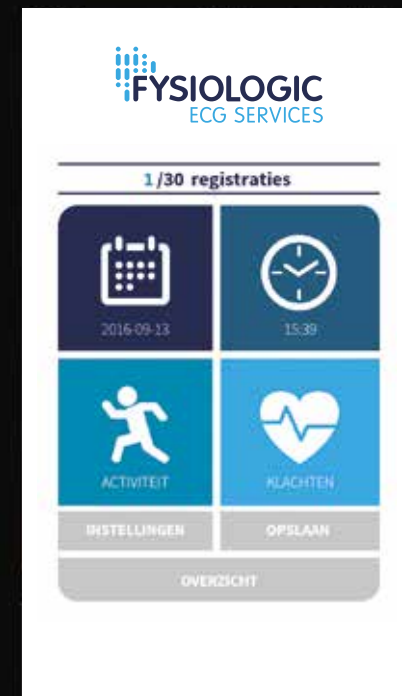 FYSIOLOGIC
ECG SERVICES
1/30 registraties
2016-09-13
15:39
ACTIVITEIT
KLACHTEN
INSTELLINGEN
OPSLAAN
OVERZICHT